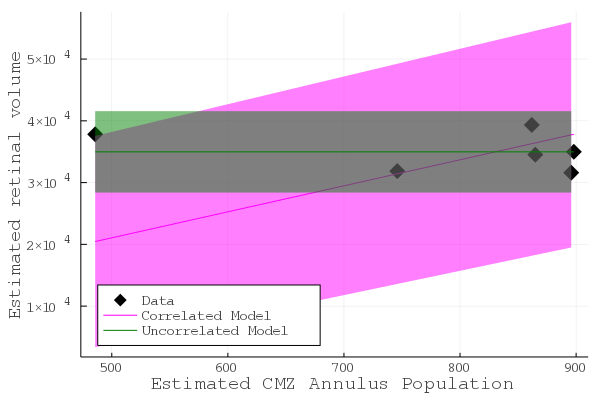 Estimated retinal volume
5×10 4
4×10 4
3×10 4
2×10 4
1×10 4
Data
Correlated Model
Uncorrelated Model
500 600 700 800 900
Estimated CMZ Annulus Population